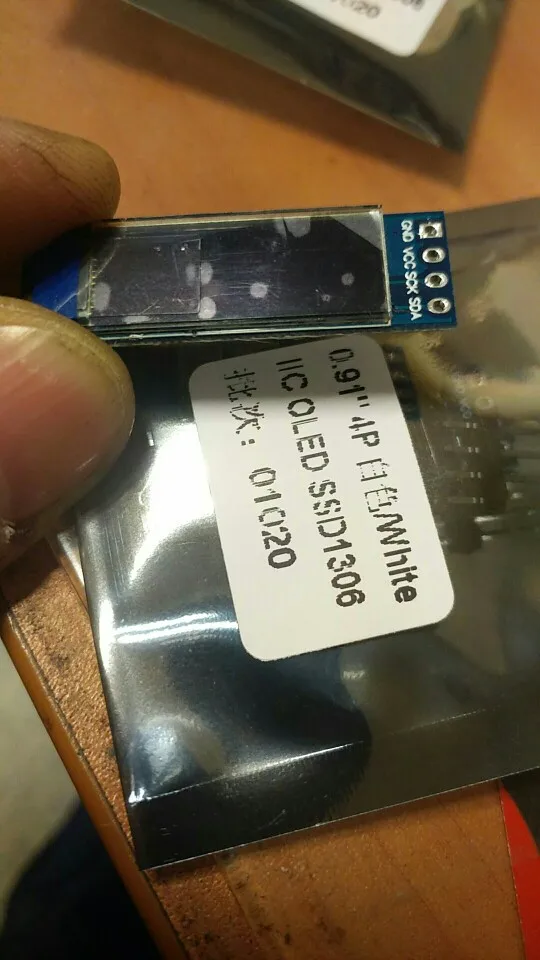 GND VCC SCK SDA
0.91" 4P 白色/White
IIC OLED SSD1306
批次：01020